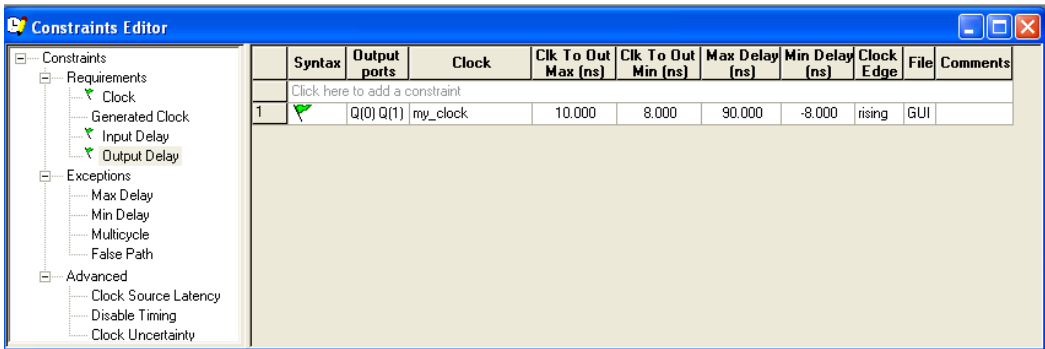 Constraints Editor
Constraints
Requirements
Clock
Generated Clock
Input Delay
Output Delay
Exceptions
Max Delay
Min Delay
Multicycle
False Path
Advanced
Clock Source Latency
Disable Timing
Clock Uncertainty
Syntax Output ports Clock Clk To Out Max (ns) Clk To Out Min (ns) Max Delay (ns) Min Delay (ns) Clock Edge File Comments
Click here to add a constraint
1 Q(0) Q(1) my_clock 10.000 8.000 90.000 -8.000 rising GUI